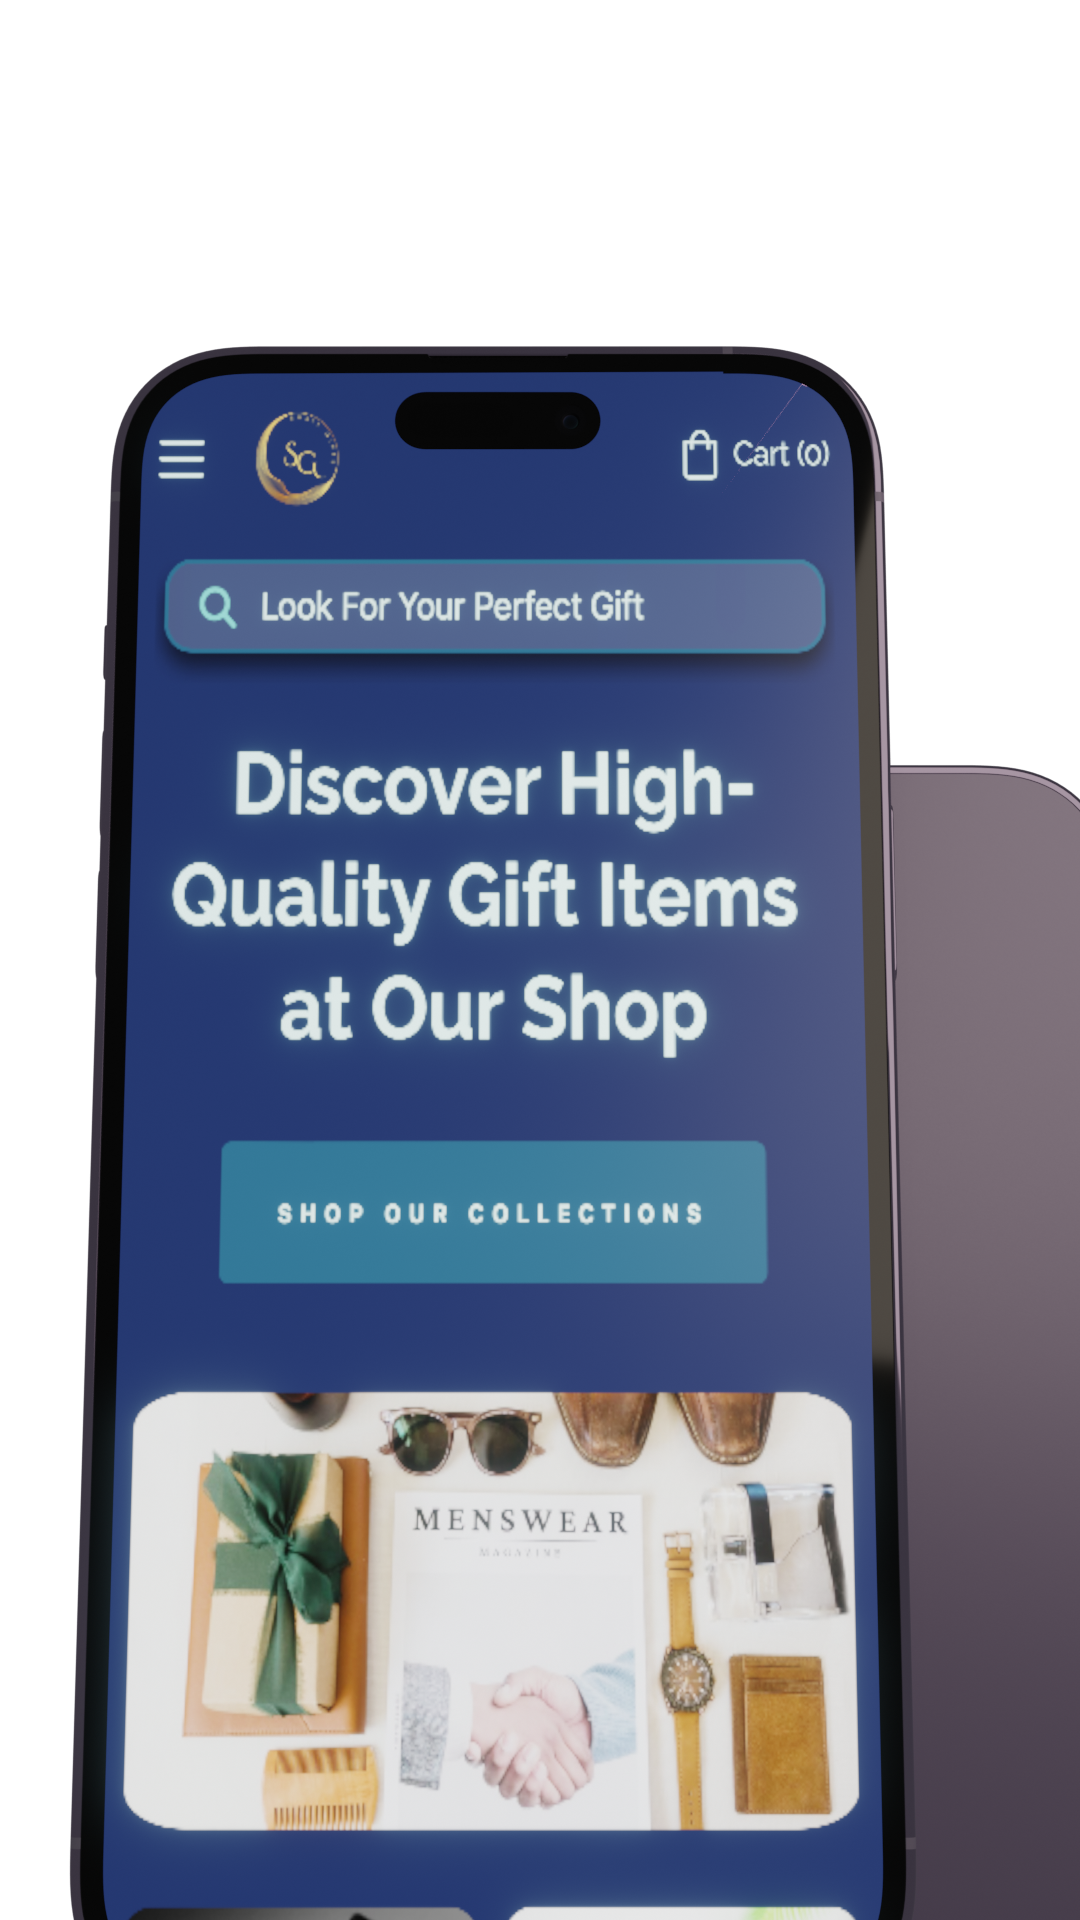 SG
Cart (0)
Look For Your Perfect Gift
Discover High-
Quality Gift Items
at Our Shop
SHOP OUR COLLECTIONS
MENSWEAR
MAGAZINE